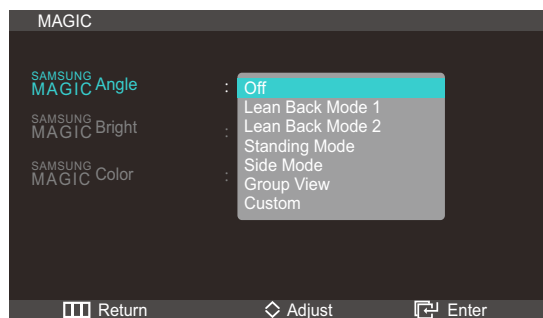 MAGIC
SAMSUNG
MAGIC Angle :
Off
Lean Back Mode 1
Lean Back Mode 2
Standing Mode
Side Mode
Group View
Custom
SAMSUNG
MAGIC Bright :
SAMSUNG
MAGIC Color :
Return Adjust Enter